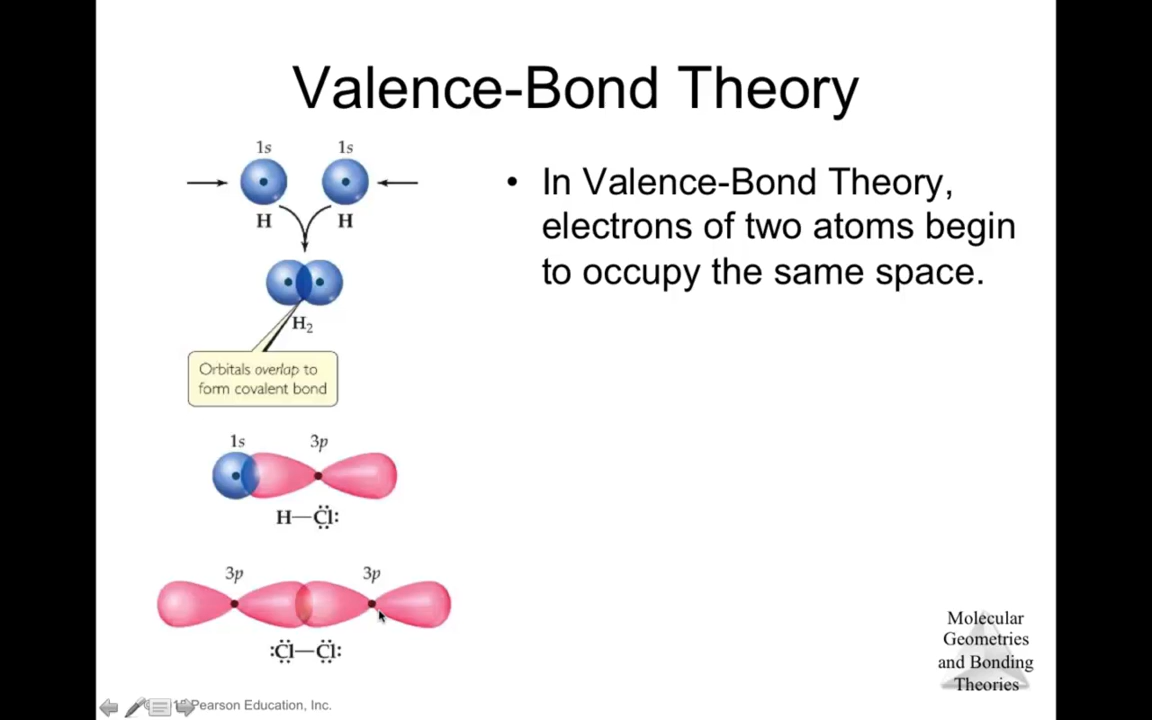 Valence-Bond Theory
1s 1s
H H
H₂
Orbitals overlap to
form covalent bond
1s 3p
H—Cl:
3p 3p
:Cl—Cl:
• In Valence-Bond Theory,
electrons of two atoms begin
to occupy the same space.
Molecular
Geometries
and Bonding
Theories
Pearson Education, Inc.